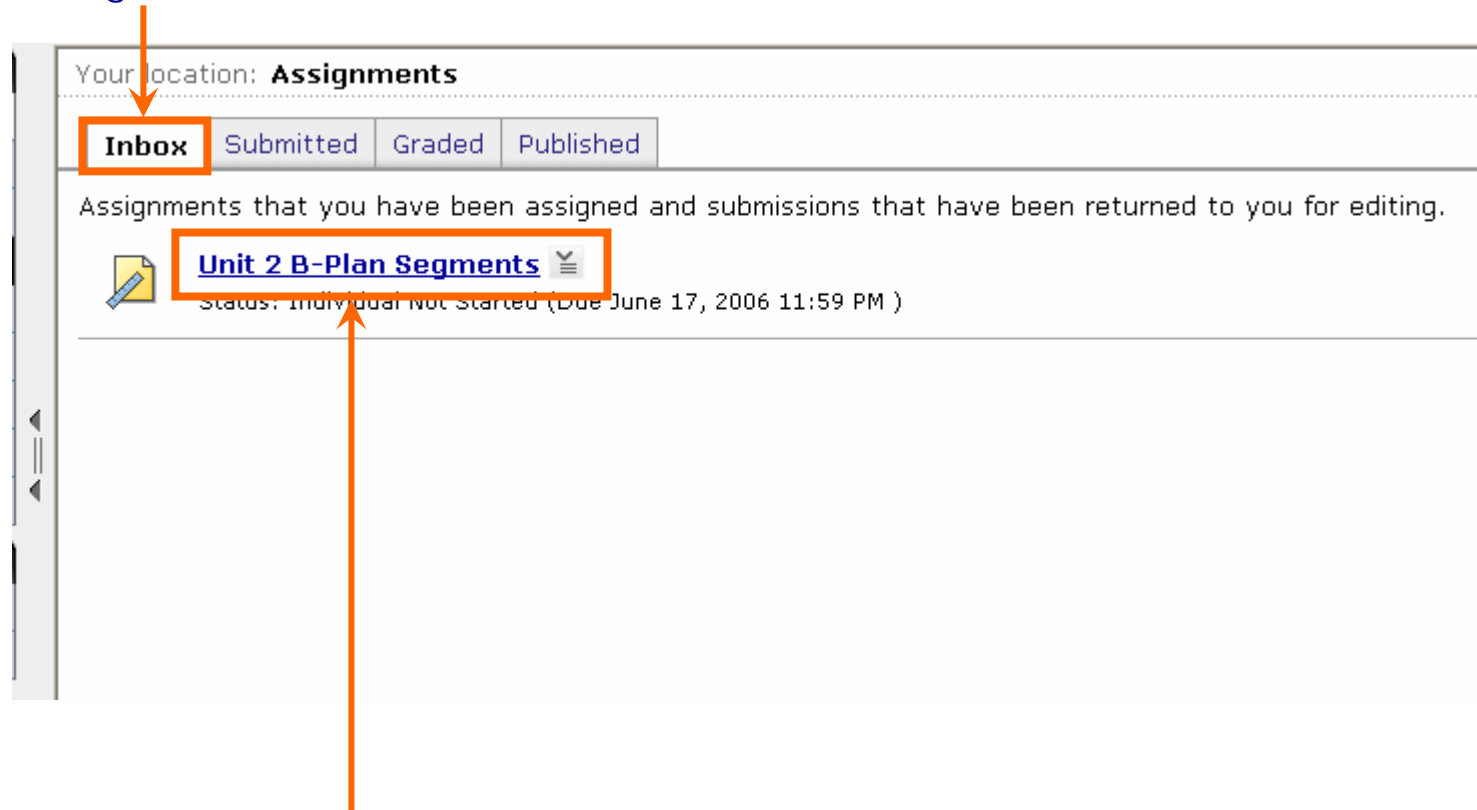 Your location: Assignments
Inbox Submitted Graded Published
Assignments that you have been assigned and submissions that have been returned to you for editing.
Unit 2 B-Plan Segments
Status: Individual Not Started (Due June 17, 2006 11:59 PM )